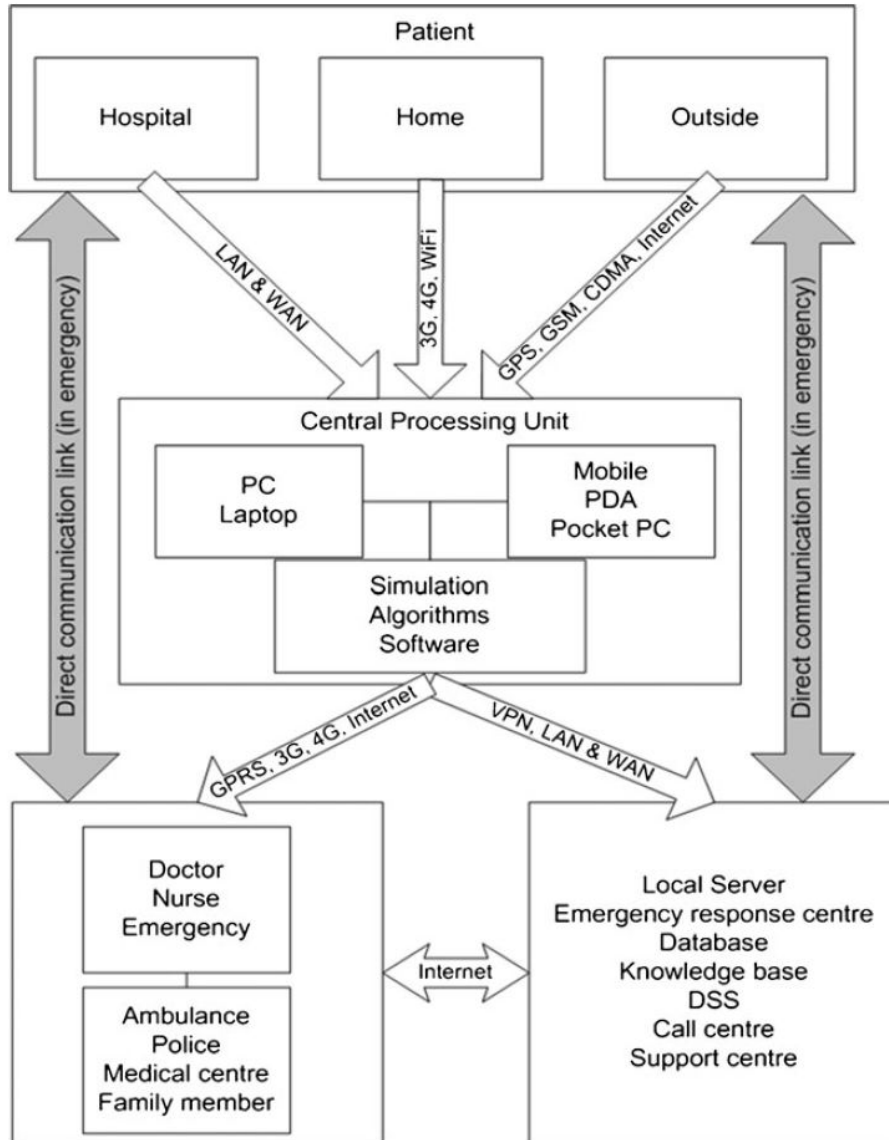 Patient
Hospital
Home
Outside
LAN & WAN
3G, 4G, WiFi
GPS, GSM, CDMA, Internet
Direct communication link (in emergency)
Direct communication link (in emergency)
Central Processing Unit
PC
Laptop
Mobile
PDA
Pocket PC
Simulation
Algorithms
Software
GPRS, 3G, 4G, Internet
VPN, LAN & WAN
Doctor
Nurse
Emergency
Ambulance
Police
Medical centre
Family member
Internet
Local Server
Emergency response centre
Database
Knowledge base
DSS
Call centre
Support centre